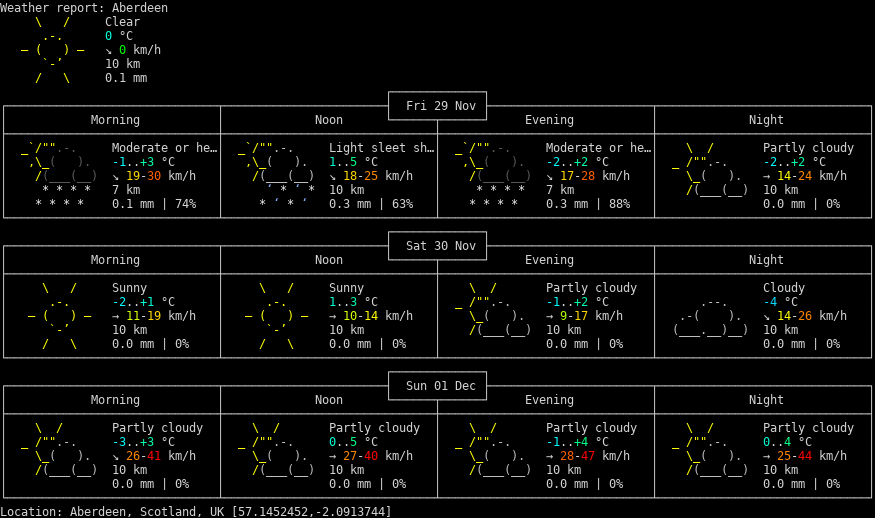 Weather report: Aberdeen
Clear
0 °C
↘ 0 km/h
10 km
0.1 mm
Fri 29 Nov
Morning Noon Evening Night
Moderate or he… Light sleet sh… Moderate or he… Partly cloudy
-1..+3 °C 1..5 °C -2..+2 °C -2..+2 °C
↘ 19-30 km/h ↘ 18-25 km/h ↘ 17-28 km/h → 14-24 km/h
7 km 10 km 7 km 10 km
0.1 mm | 74% 0.3 mm | 63% 0.3 mm | 88% 0.0 mm | 0%
Sat 30 Nov
Morning Noon Evening Night
Sunny Sunny Partly cloudy Cloudy
-2..+1 °C 1..3 °C -1..+2 °C -4 °C
→ 11-19 km/h → 10-14 km/h → 9-17 km/h ↘ 14-26 km/h
10 km 10 km 10 km 10 km
0.0 mm | 0% 0.0 mm | 0% 0.0 mm | 0% 0.0 mm | 0%
Sun 01 Dec
Morning Noon Evening Night
Partly cloudy Partly cloudy Partly cloudy Partly cloudy
-3..+3 °C 0..5 °C -1..+4 °C 0..4 °C
↘ 26-41 km/h → 27-40 km/h → 28-47 km/h → 25-44 km/h
10 km 10 km 10 km 10 km
0.0 mm | 0% 0.0 mm | 0% 0.0 mm | 0% 0.0 mm | 0%
Location: Aberdeen, Scotland, UK [57.1452452,-2.0913744]